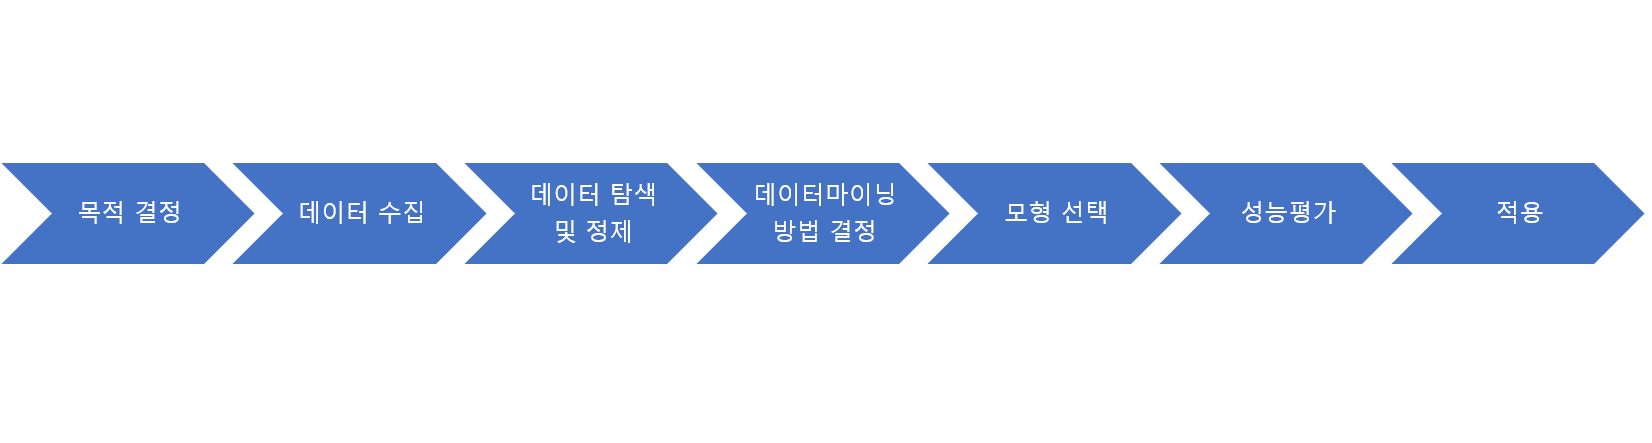 목적 결정
데이터 수집
데이터 탐색
및 정제
데이터마이닝
방법 결정
모형 선택
성능평가
적용